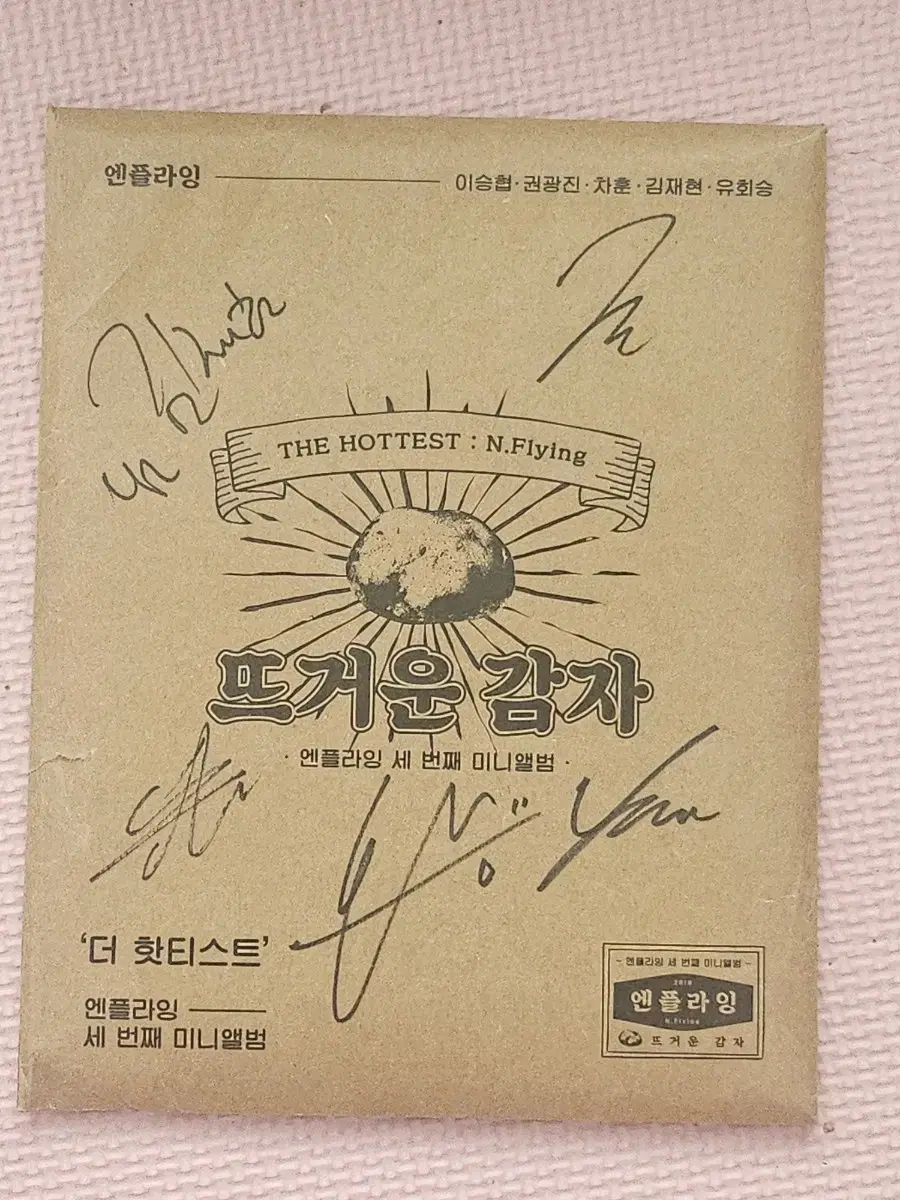 엔플라잉
이승협·권광진·차훈·김재현·유회승
THE HOTTEST : N.Flying
뜨거운 감자
· 엔플라잉 세 번째 미니앨범 ·
'더 핫티스트'
엔플라잉
세 번째 미니앨범
- 엔플라잉 세 번째 미니앨범 -
2018
엔플라잉
N.Flying
뜨거운 감자